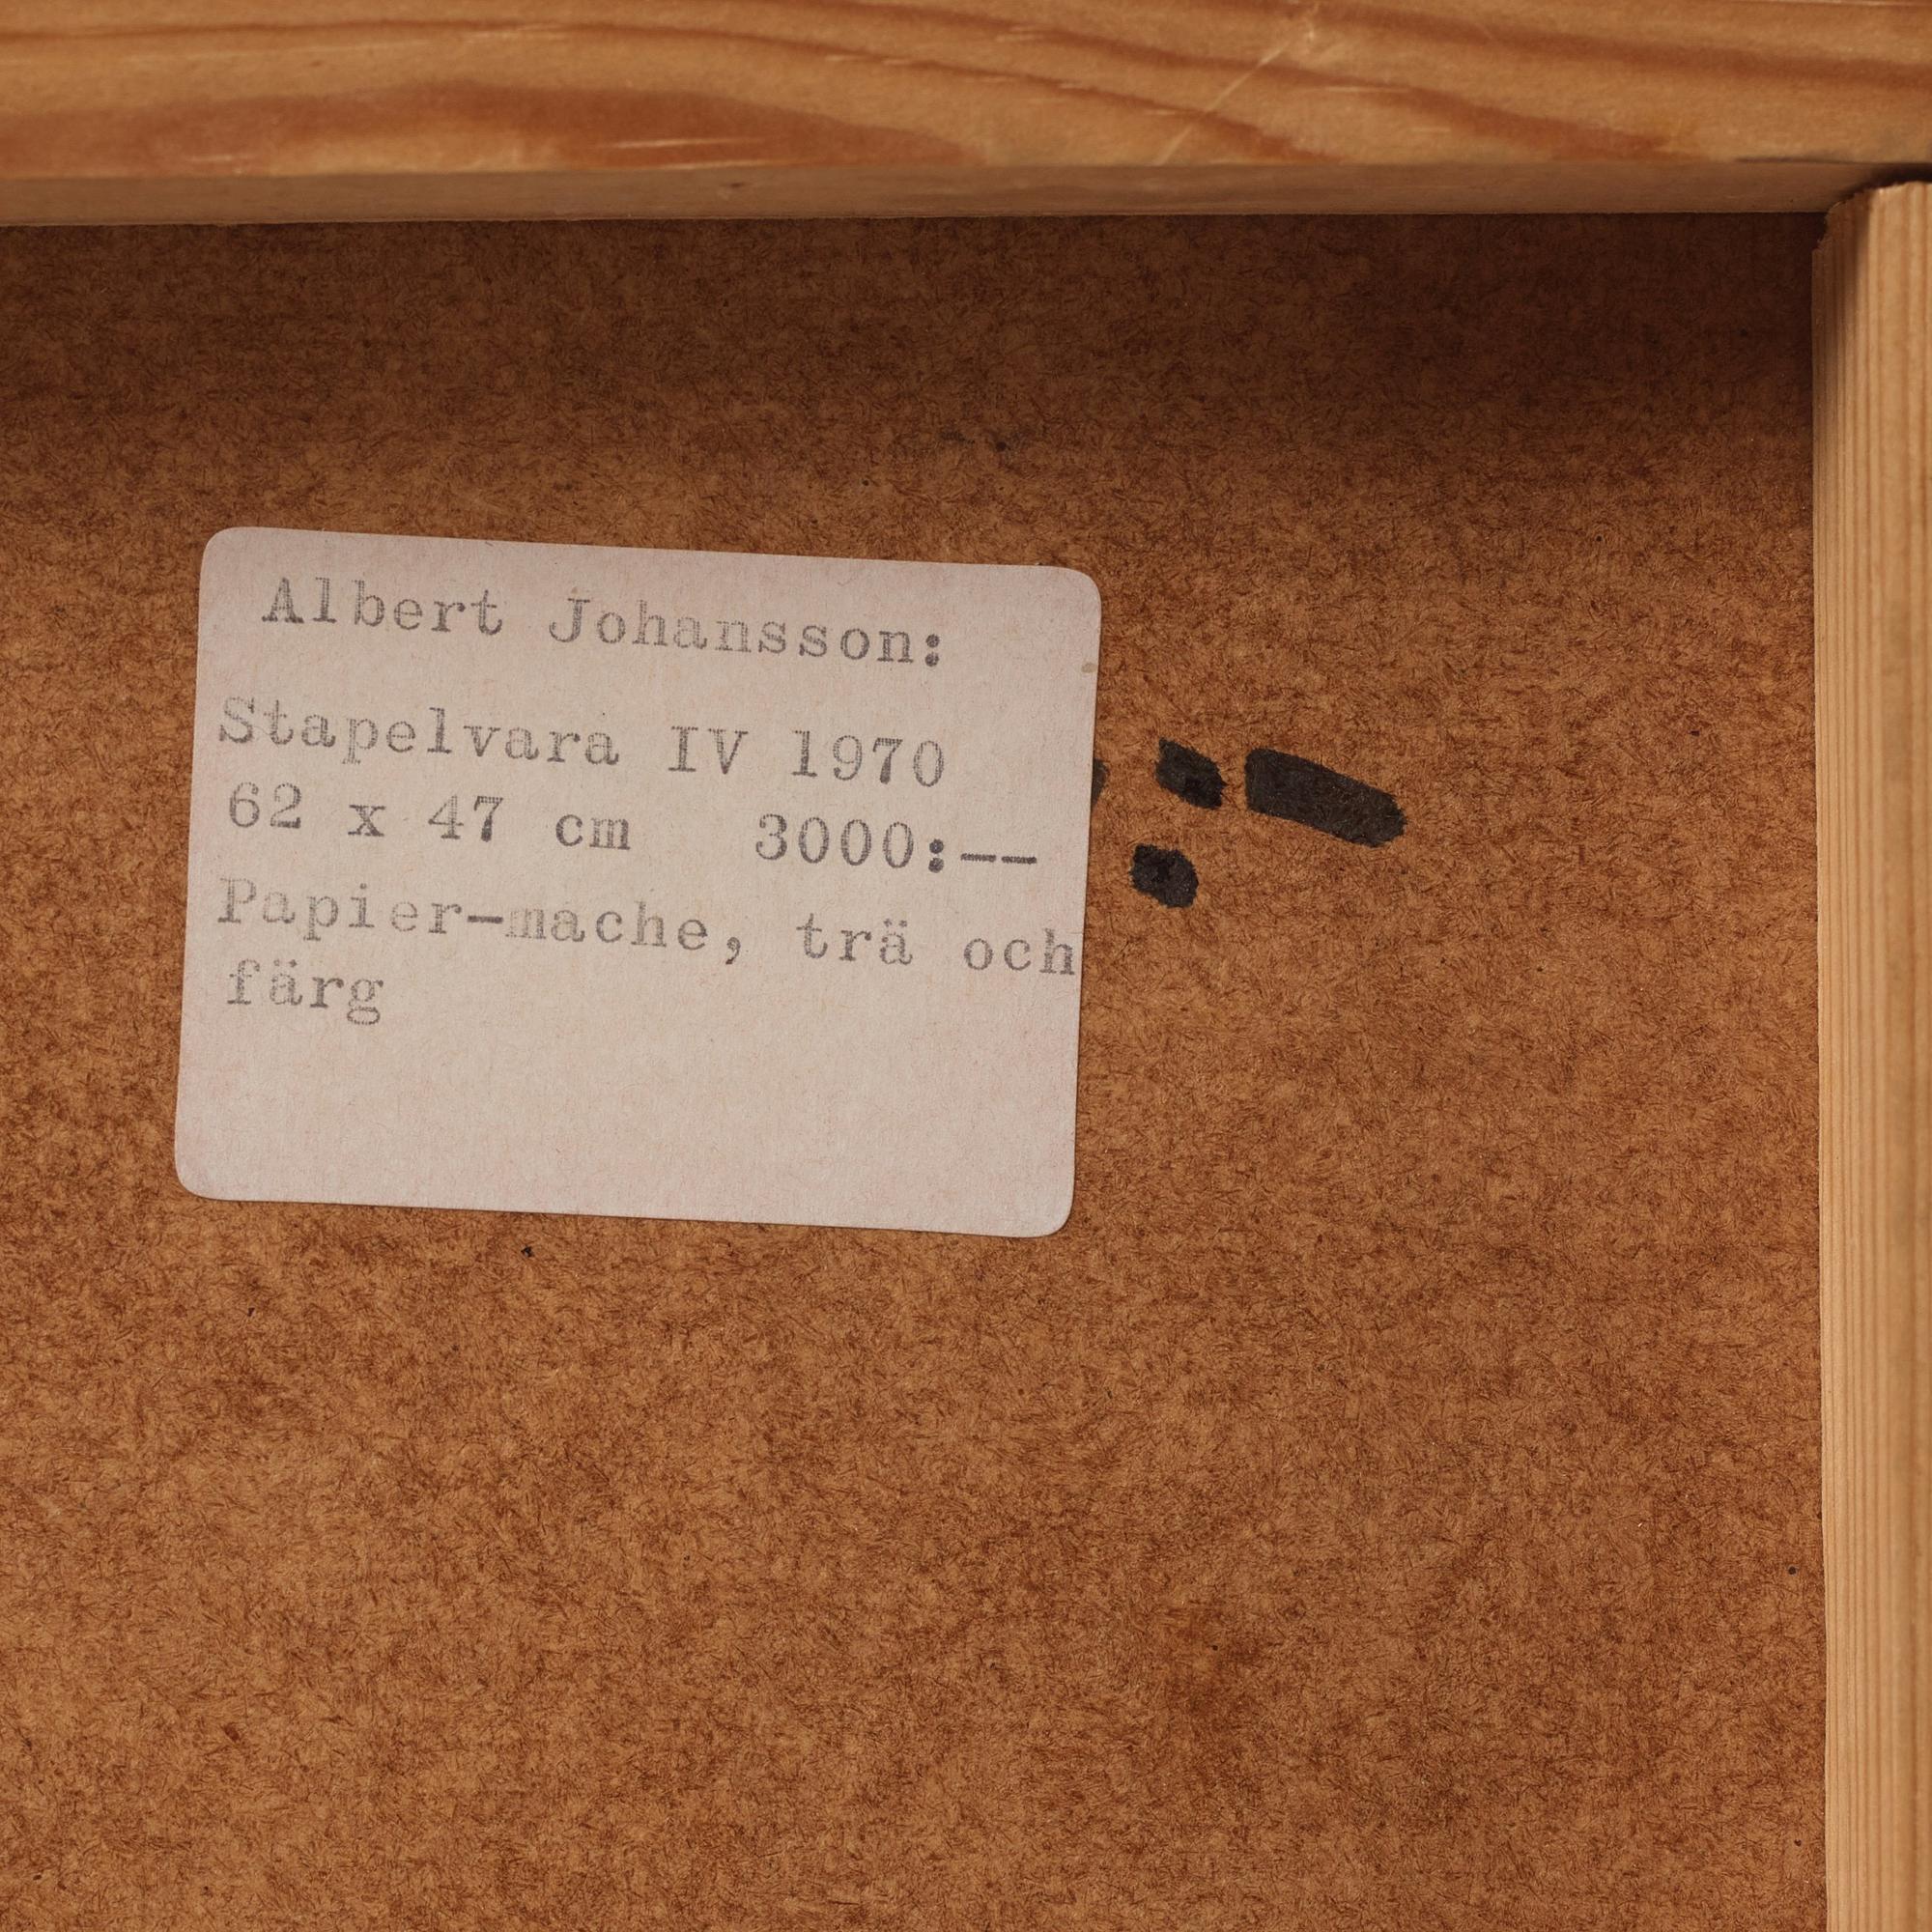 Albert Johansson:
Stapelvara IV 1970
62 x 47 cm 3000:--
Papier-mache, trä och
färg